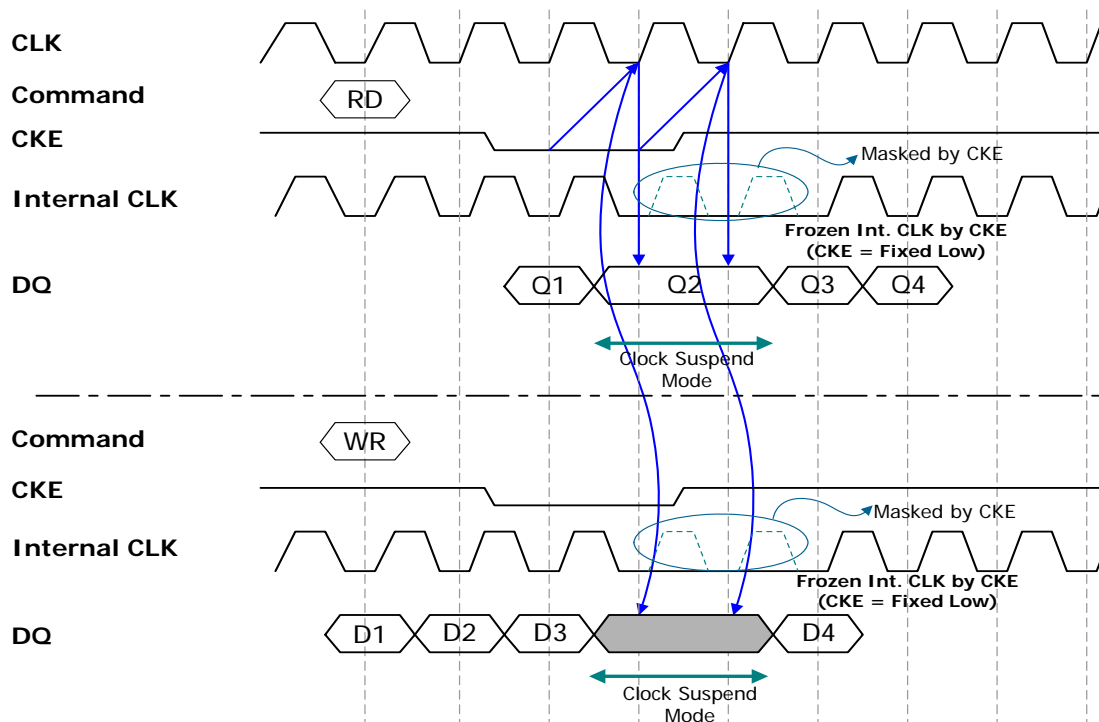 CLK
Command
RD
CKE
Masked by CKE
Internal CLK
Frozen Int. CLK by CKE
(CKE = Fixed Low)
DQ
Q1
Q2
Q3
Q4
Clock Suspend
Mode
Command
WR
CKE
Masked by CKE
Internal CLK
Frozen Int. CLK by CKE
(CKE = Fixed Low)
DQ
D1
D2
D3
D4
Clock Suspend
Mode